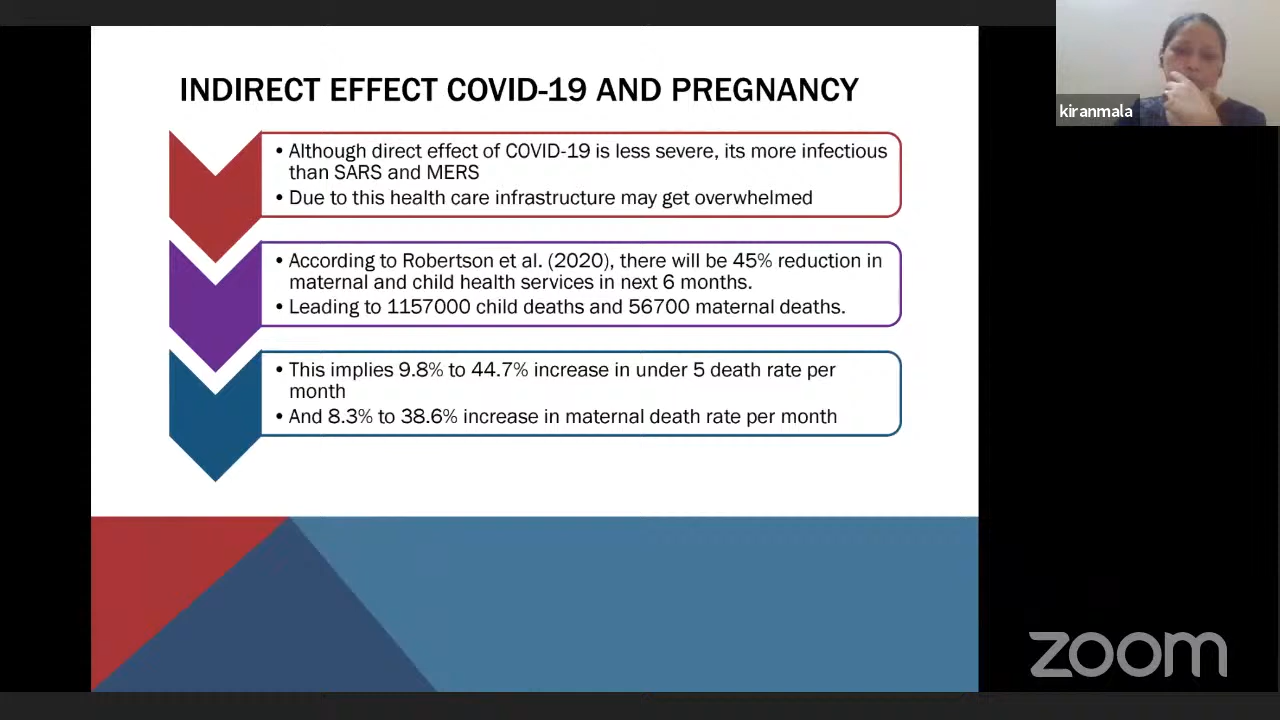 INDIRECT EFFECT COVID-19 AND PREGNANCY
• Although direct effect of COVID-19 is less severe, its more infectious
than SARS and MERS
• Due to this health care infrastructure may get overwhelmed
• According to Robertson et al. (2020), there will be 45% reduction in
maternal and child health services in next 6 months.
• Leading to 1157000 child deaths and 56700 maternal deaths.
• This implies 9.8% to 44.7% increase in under 5 death rate per
month
• And 8.3% to 38.6% increase in maternal death rate per month
kiranmala
zoom